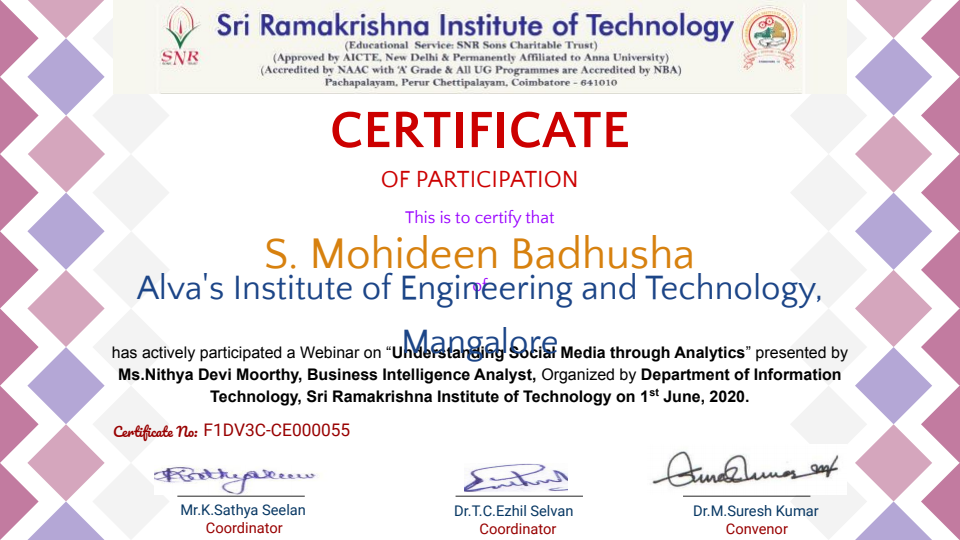 SNR
Sri Ramakrishna Institute of Technology
(Educational Service: SNR Sons Charitable Trust)
(Approved by AICTE, New Delhi & Permanently Affiliated to Anna University)
(Accredited by NAAC with 'A' Grade & All UG Programmes are Accredited by NBA)
Pachapalayam, Perur Chettipalayam, Coimbatore - 641010
CERTIFICATE
OF PARTICIPATION
This is to certify that
S. Mohideen Badhusha
of
Alva's Institute of Engineering and Technology,
Mangalore
has actively participated a Webinar on “Understanding Social Media through Analytics” presented by
Ms.Nithya Devi Moorthy, Business Intelligence Analyst, Organized by Department of Information
Technology, Sri Ramakrishna Institute of Technology on 1st June, 2020.
Certificate No: F1DV3C-CE000055
Mr.K.Sathya Seelan
Coordinator
Dr.T.C.Ezhil Selvan
Coordinator
Dr.M.Suresh Kumar
Convenor